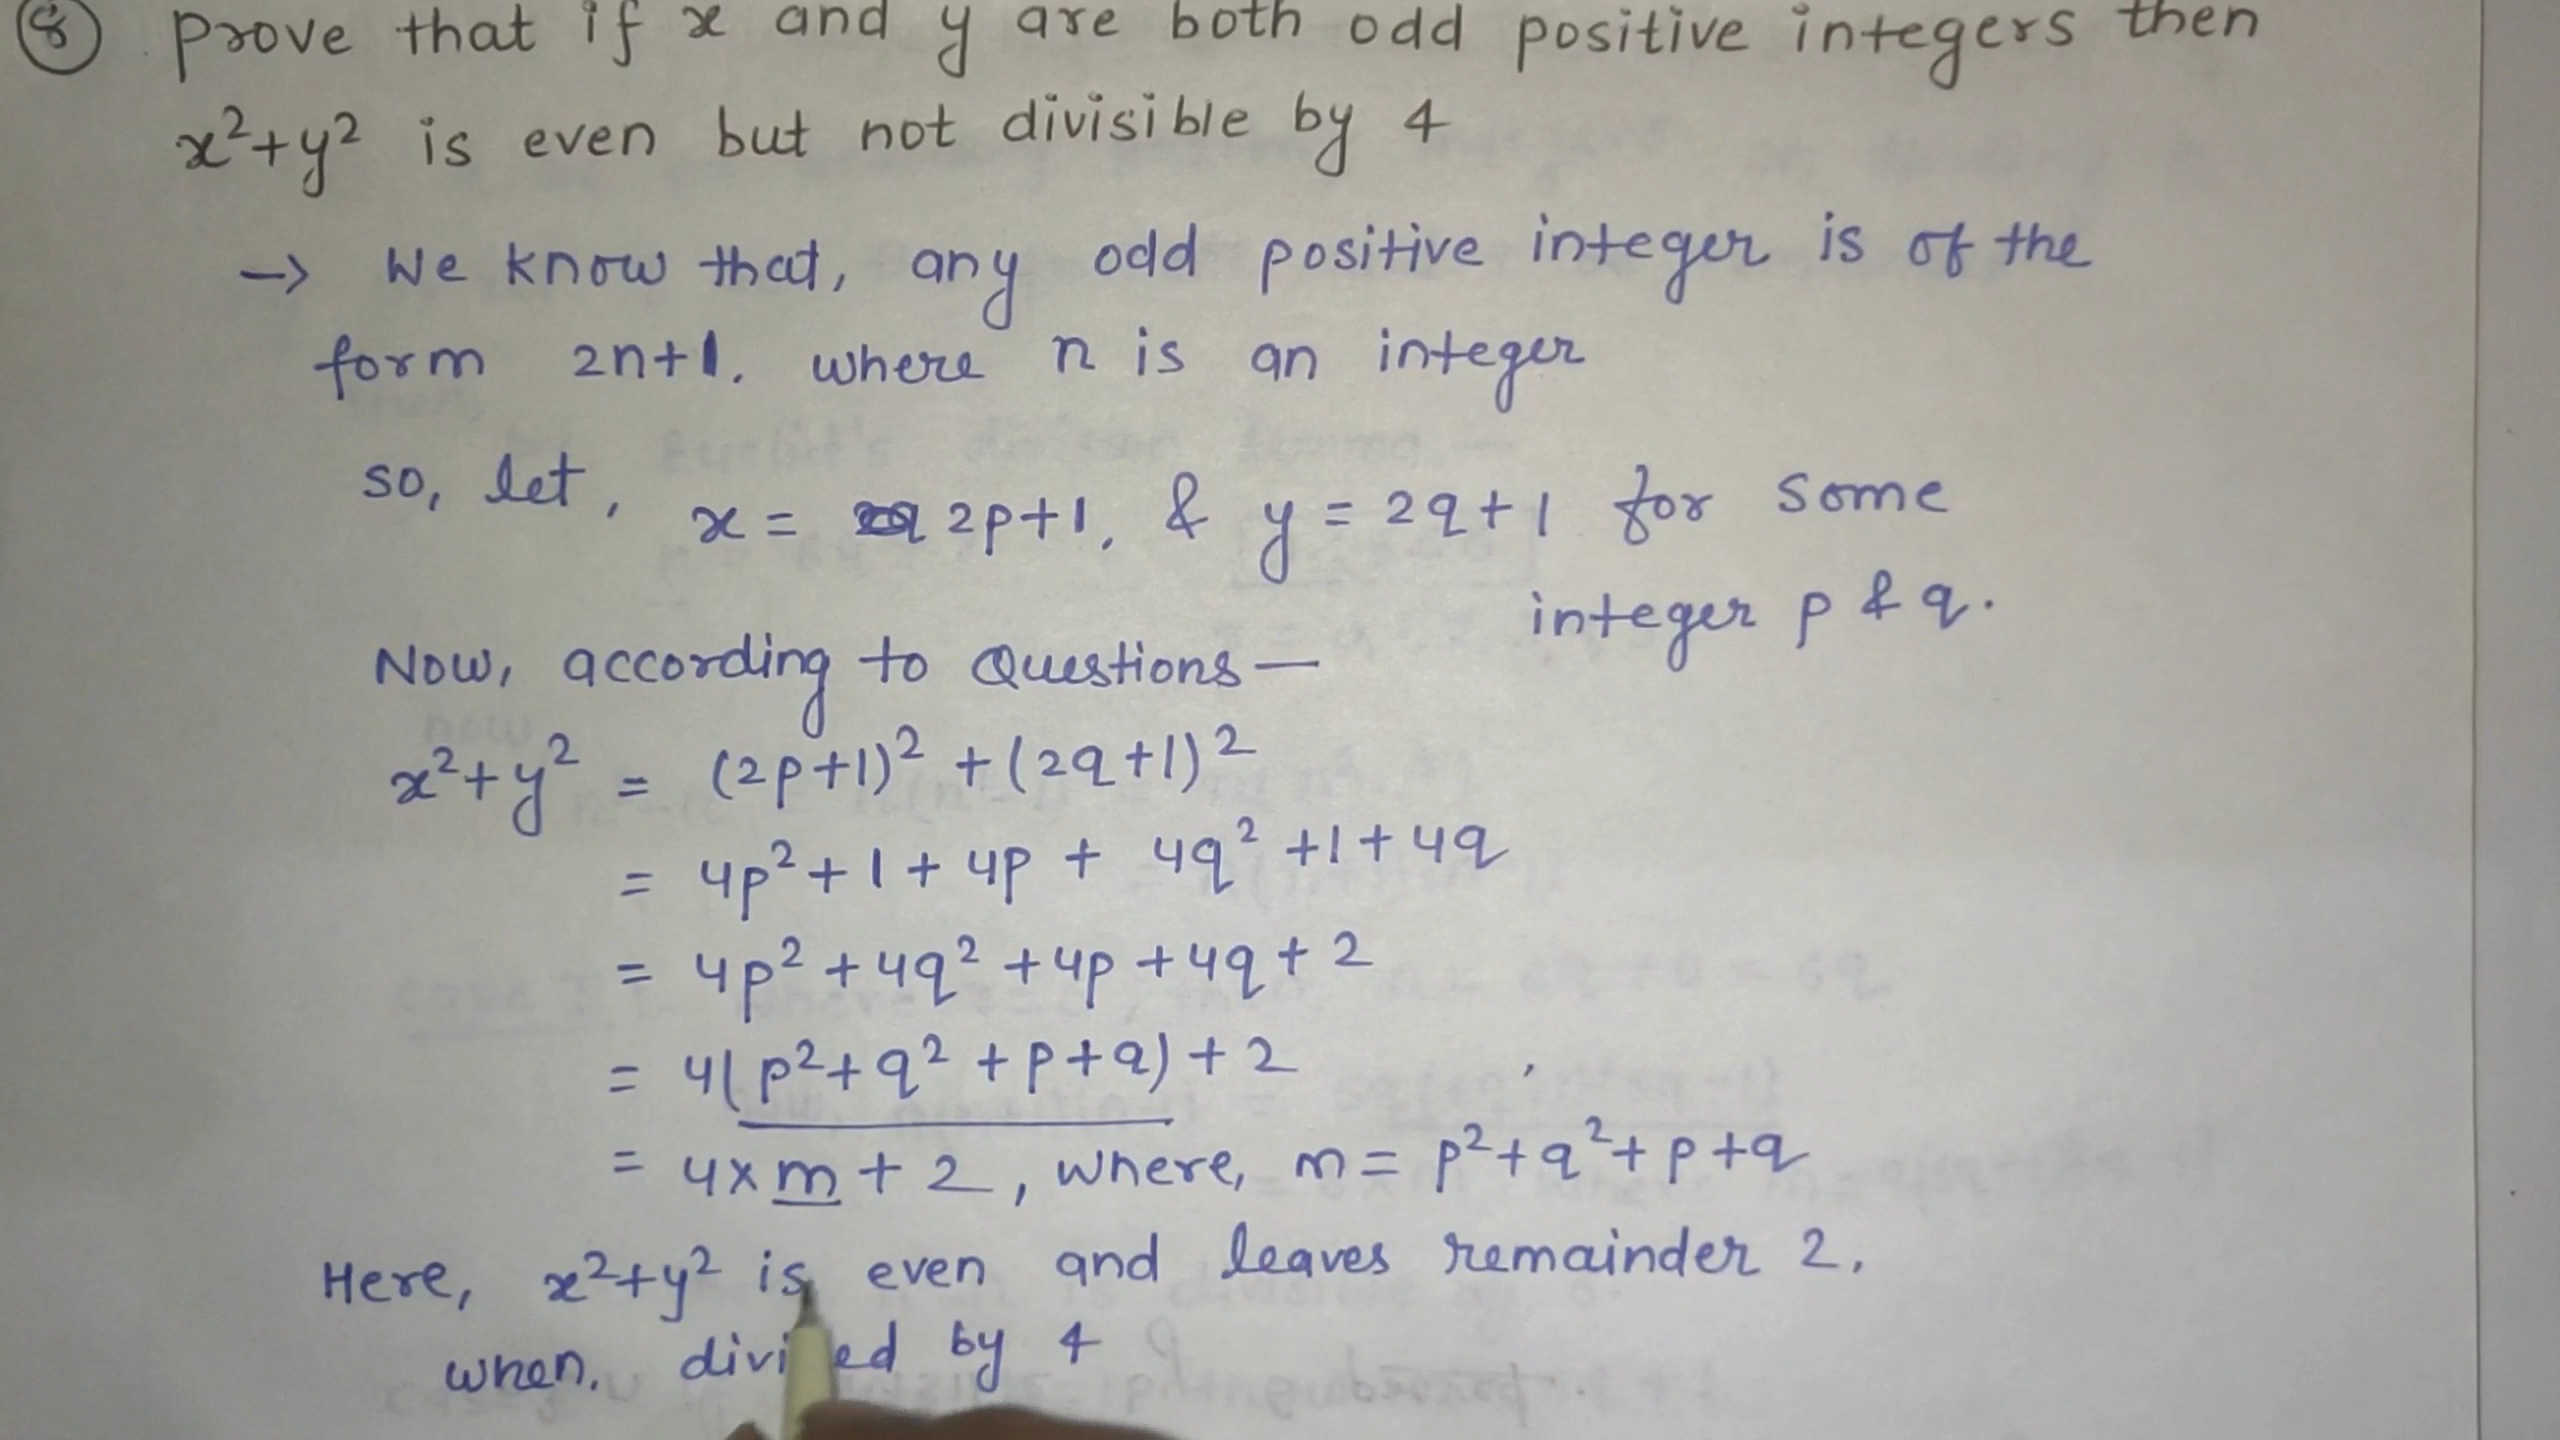 ⑧ prove that if x and y are both odd positive integers then
x²+y² is even but not divisible by 4
→ We know that, any odd positive integer is of the
form 2n+1. where n is an integer
so, let, x = 2p+1, & y = 2q+1 for some
integer p & q.
Now, according to Questions —
x²+y² = (2p+1)² + (2q+1)²
= 4p²+1+4p + 4q²+1+4q
= 4p²+4q²+4p+4q+2
= 4(p²+q²+p+q)+2
= 4×m+2, where, m = p²+q²+p+q
Here, x²+y² is even and leaves remainder 2.
when. divided by 4